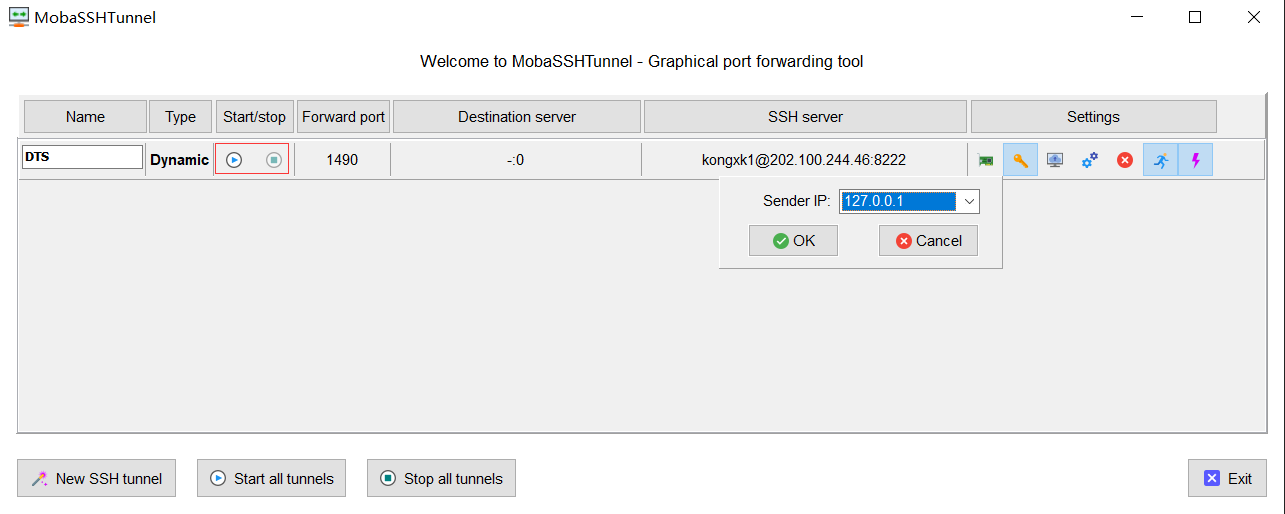 MobaSSHTunnel
Welcome to MobaSSHTunnel - Graphical port forwarding tool
Name Type Start/stop Forward port Destination server SSH server Settings
DTS Dynamic 1490 -:0 kongxk1@202.100.244.46:8222
Sender IP: 127.0.0.1
OK Cancel
New SSH tunnel Start all tunnels Stop all tunnels Exit